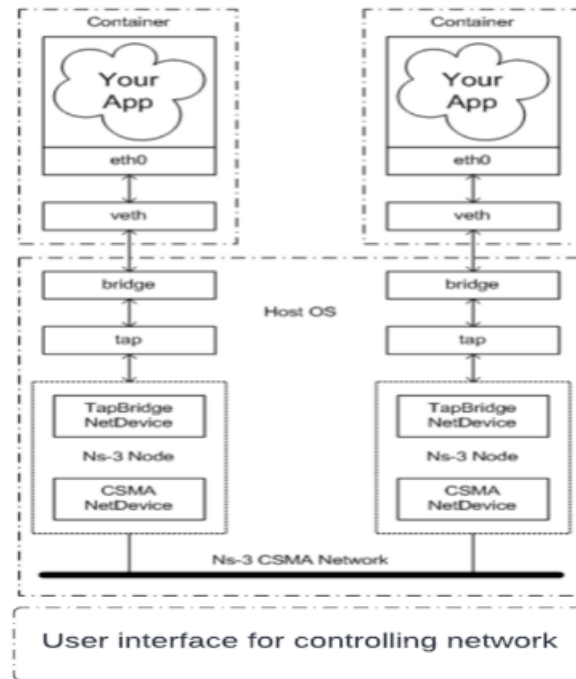 Container
Your
App
eth0
veth
Container
Your
App
eth0
veth
Host OS
bridge
tap
TapBridge
NetDevice
Ns-3 Node
CSMA
NetDevice
bridge
tap
TapBridge
NetDevice
Ns-3 Node
CSMA
NetDevice
Ns-3 CSMA Network
User interface for controlling network